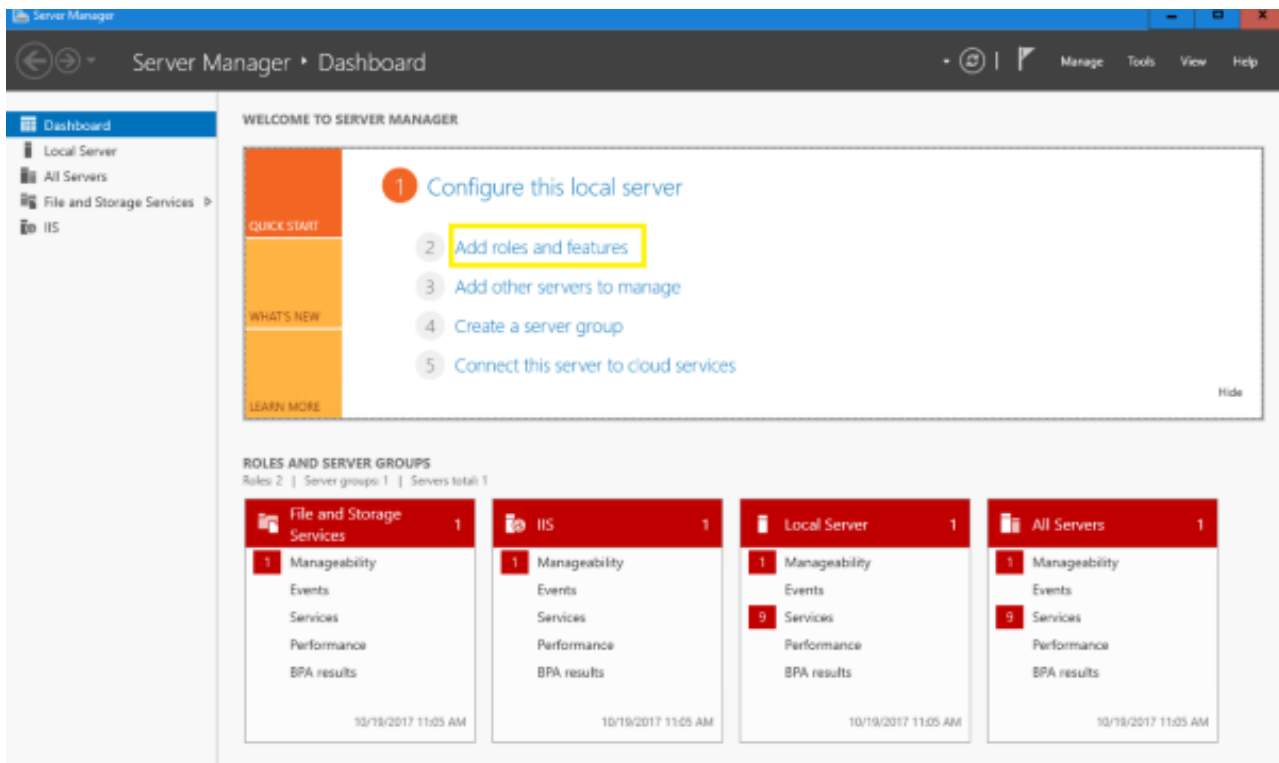 Server Manager
Server Manager • Dashboard
Manage Tools View Help
Dashboard
Local Server
All Servers
File and Storage Services
IIS
WELCOME TO SERVER MANAGER
QUICK START
WHAT'S NEW
LEARN MORE
1 Configure this local server
2 Add roles and features
3 Add other servers to manage
4 Create a server group
5 Connect this server to cloud services
Hide
ROLES AND SERVER GROUPS
Roles: 2 | Server groups: 1 | Servers total: 1
File and Storage
Services 1
1 Manageability
Events
Services
Performance
BPA results
10/19/2017 11:05 AM
IIS 1
1 Manageability
Events
Services
Performance
BPA results
10/19/2017 11:05 AM
Local Server 1
1 Manageability
Events
9 Services
Performance
BPA results
10/19/2017 11:05 AM
All Servers 1
1 Manageability
Events
9 Services
Performance
BPA results
10/19/2017 11:05 AM